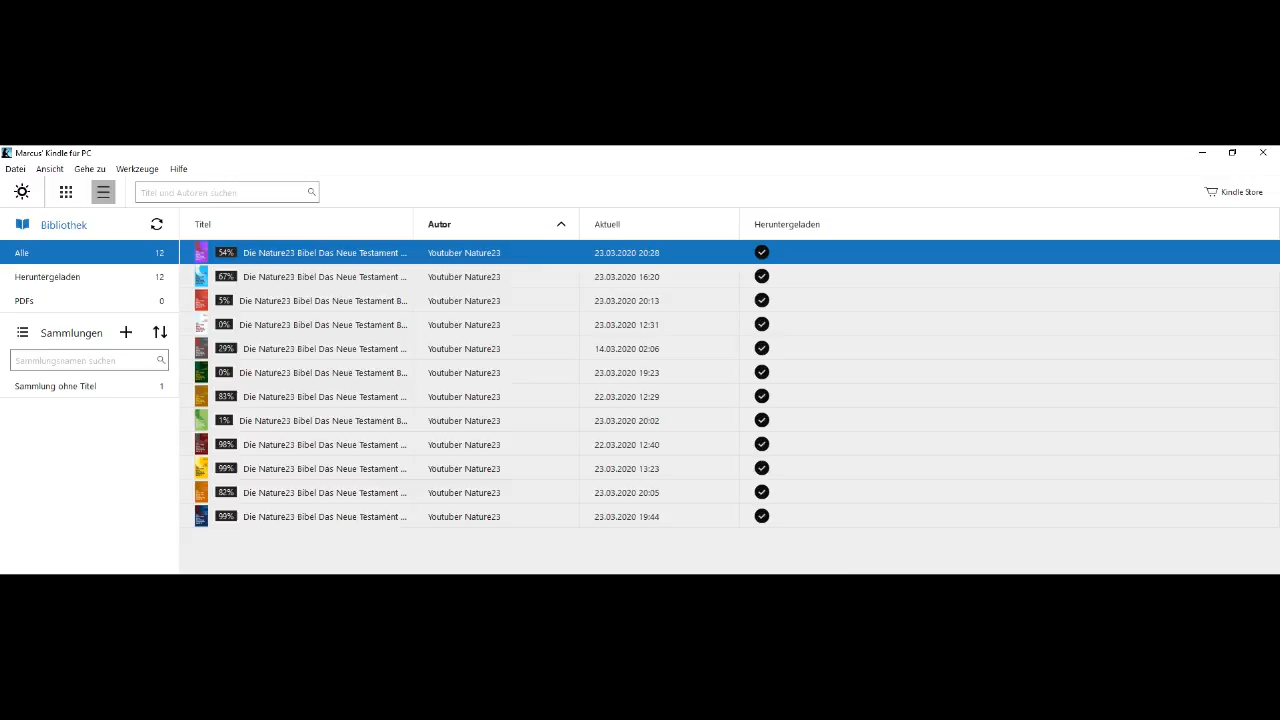 Marcus' Kindle für PC
Datei Ansicht Gehe zu Werkzeuge Hilfe
Titel und Autoren suchen
Kindle Store
Bibliothek
Titel Autor Aktuell Heruntergeladen
Alle 12
Heruntergeladen 12
PDFs 0
Sammlungen
Sammlungsnamen suchen
Sammlung ohne Titel 1
54% Die Nature23 Bibel Das Neue Testament ... Youtuber Nature23 23.03.2020 20:28
67% Die Nature23 Bibel Das Neue Testament ... Youtuber Nature23 23.03.2020 16:20
5% Die Nature23 Bibel Das Neue Testament B... Youtuber Nature23 23.03.2020 20:13
0% Die Nature23 Bibel Das Neue Testament B... Youtuber Nature23 23.03.2020 12:31
29% Die Nature23 Bibel Das Neue Testament ... Youtuber Nature23 14.03.2020 02:06
0% Die Nature23 Bibel Das Neue Testament B... Youtuber Nature23 23.03.2020 19:23
83% Die Nature23 Bibel Das Neue Testament ... Youtuber Nature23 22.03.2020 12:29
1% Die Nature23 Bibel Das Neue Testament B... Youtuber Nature23 23.03.2020 20:02
98% Die Nature23 Bibel Das Neue Testament ... Youtuber Nature23 22.03.2020 12:40
99% Die Nature23 Bibel Das Neue Testament ... Youtuber Nature23 23.03.2020 13:23
82% Die Nature23 Bibel Das Neue Testament ... Youtuber Nature23 23.03.2020 20:05
99% Die Nature23 Bibel Das Neue Testament ... Youtuber Nature23 23.03.2020 19:44